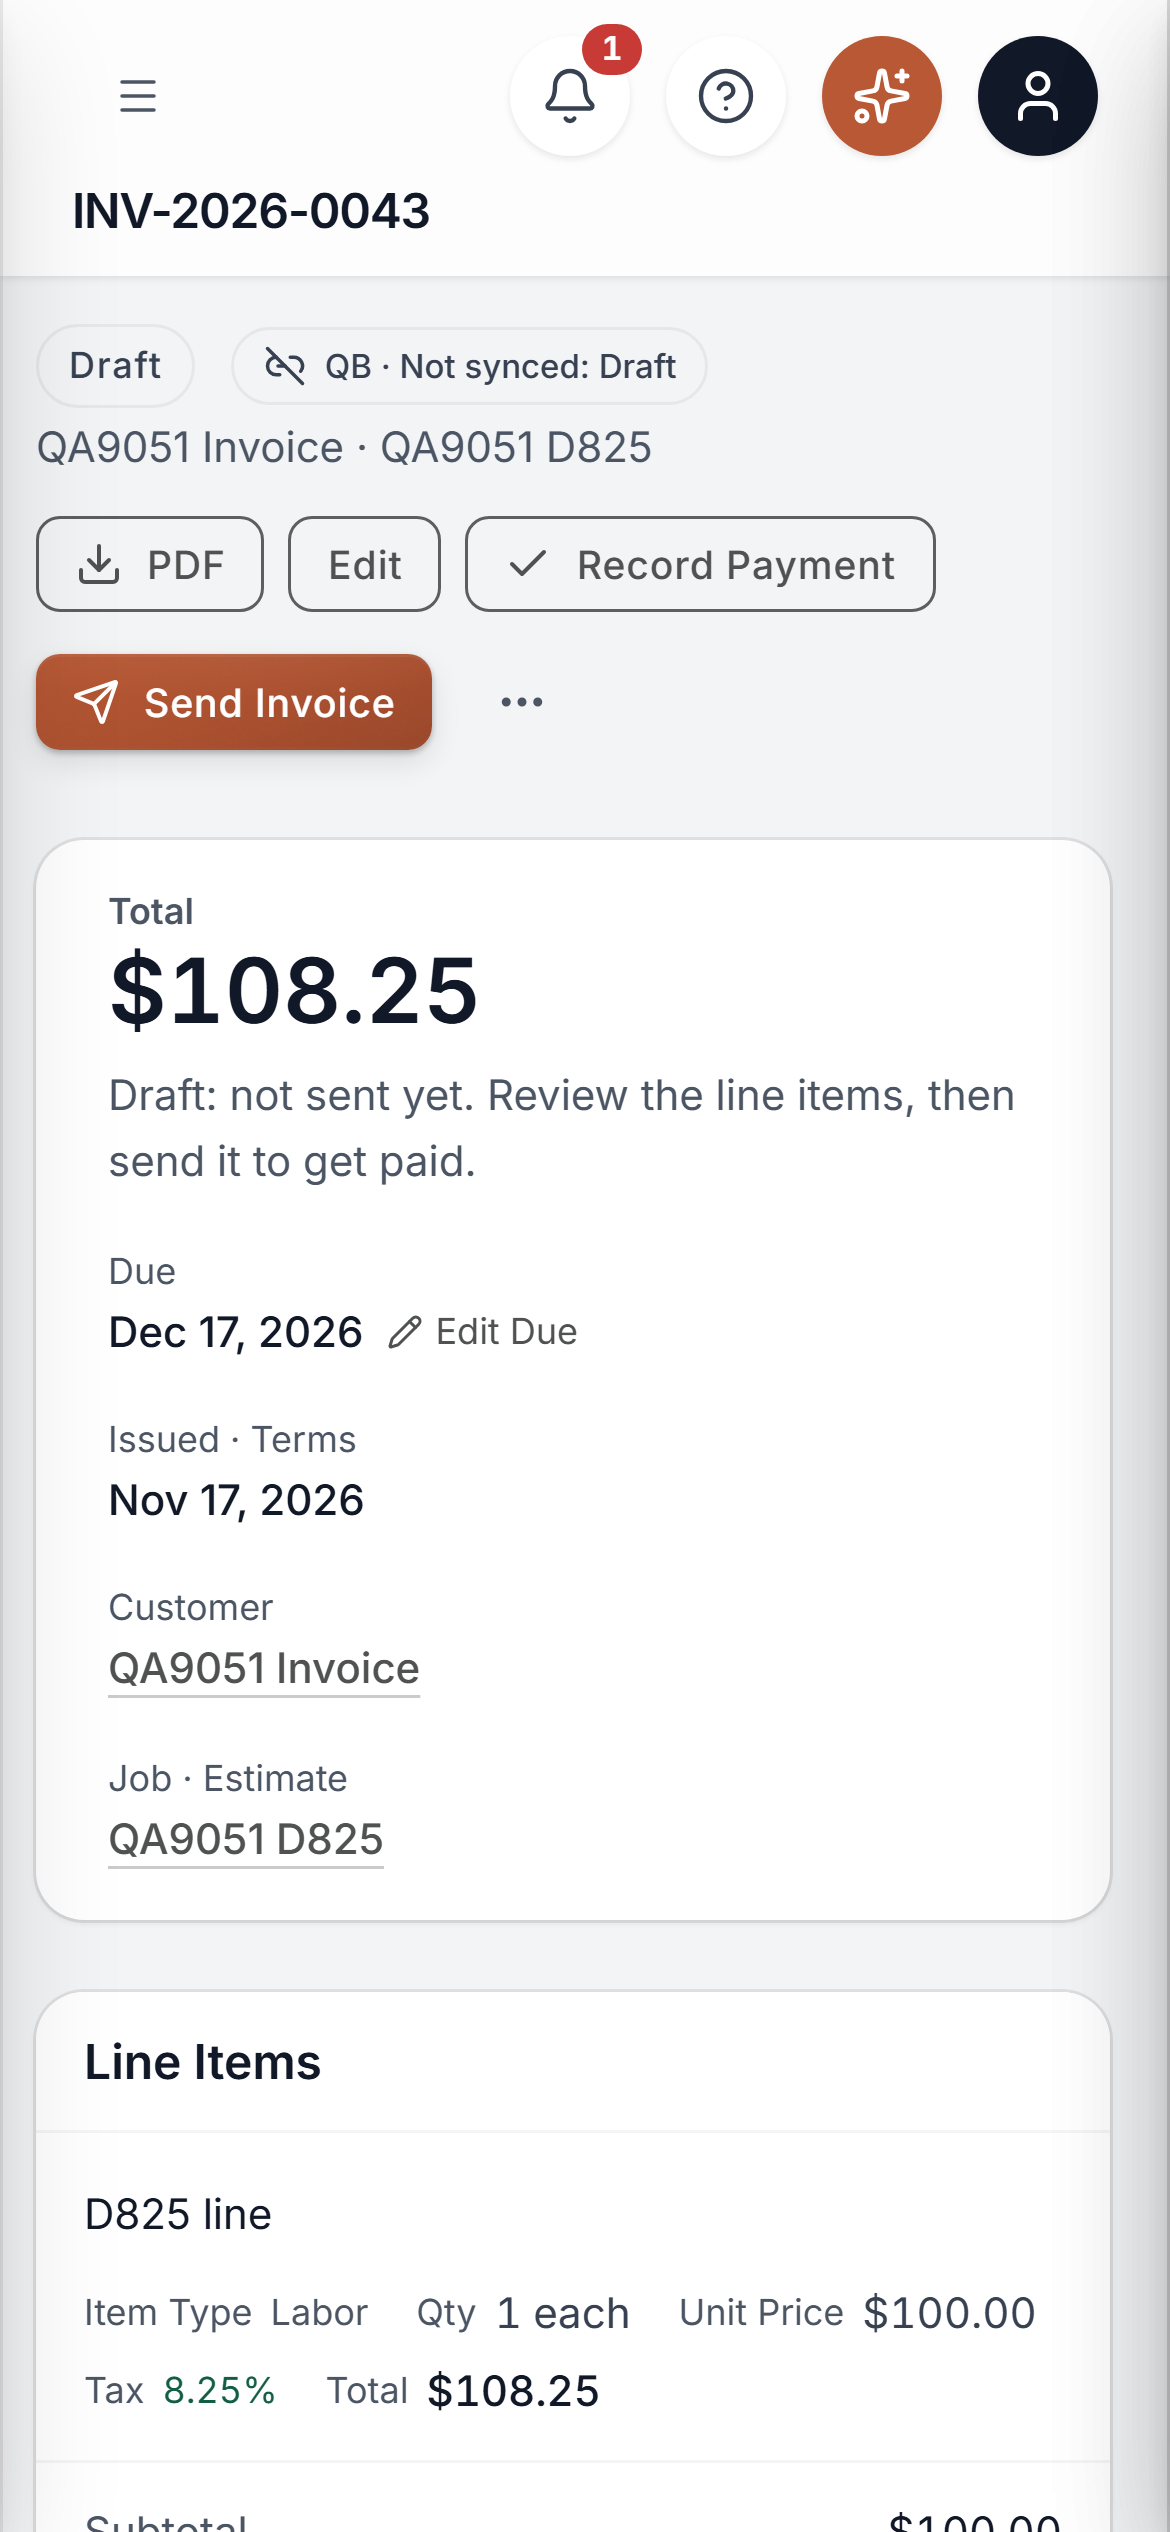 1
INV-2026-0043
Draft
QB · Not synced: Draft
QA9051 Invoice · QA9051 D825
PDF
Edit
Record Payment
Send Invoice
Total
$108.25
Draft: not sent yet. Review the line items, then
send it to get paid.
Due
Dec 17, 2026 Edit Due
Issued · Terms
Nov 17, 2026
Customer
QA9051 Invoice
Job · Estimate
QA9051 D825
Line Items
D825 line
Item Type Labor Qty 1 each Unit Price $100.00
Tax 8.25% Total $108.25
Subtotal $100.00